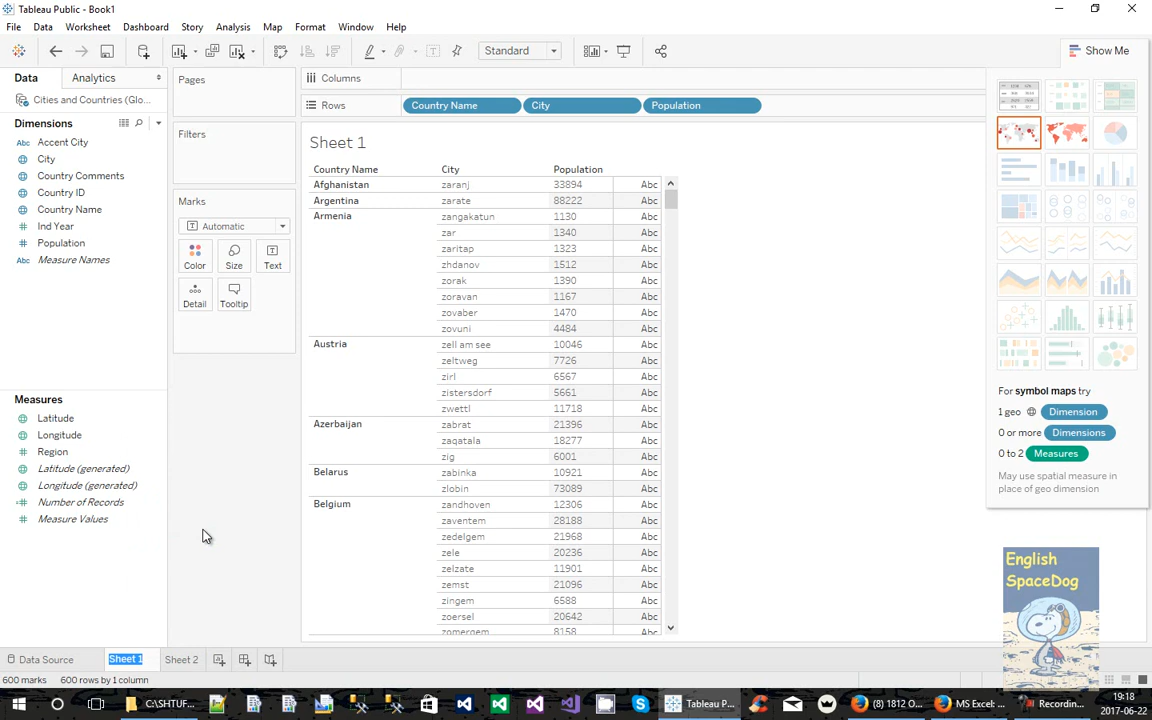 Tableau Public - Book1
File Data Worksheet Dashboard Story Analysis Map Format Window Help
Standard
Show Me
Data Analytics
Pages
Columns
Cities and Countries (Glo...
Rows Country Name City Population
Dimensions
Filters
Accent City
City
Country Comments
Country ID
Country Name
Ind Year
Population
Measure Names
Marks
Automatic
Color Size Text
Detail Tooltip
Sheet 1
Country Name City Population
Afghanistan zaranj 33894 Abc
Argentina zarate 88222 Abc
Armenia zangakatun 1130 Abc
zar 1340 Abc
zaritap 1323 Abc
zhdanov 1512 Abc
zorak 1390 Abc
zoravan 1167 Abc
zovaber 1470 Abc
zovuni 4484 Abc
Austria zell am see 10046 Abc
zeltweg 7726 Abc
zirl 6567 Abc
zistersdorf 5661 Abc
zwettl 11718 Abc
Azerbaijan zabrat 21396 Abc
zaqatala 18277 Abc
zig 6001 Abc
Belarus zabinka 10921 Abc
zlobin 73089 Abc
Belgium zandhoven 12306 Abc
zaventem 28188 Abc
zedelgem 21968 Abc
zele 20236 Abc
zelzate 11901 Abc
zemst 21096 Abc
zingem 6588 Abc
zoersel 20642 Abc
zomergem 8158 Abc
Measures
Latitude
Longitude
Region
Latitude (generated)
Longitude (generated)
Number of Records
Measure Values
For symbol maps try
1 geo Dimension
0 or more Dimensions
0 to 2 Measures
May use spatial measure in
place of geo dimension
English
SpaceDog
Data Source Sheet 1 Sheet 2
600 marks 600 rows by 1 column
C:\SHTUF... Tableau P... (8) 1812 O... MS Excel: ... Recording...
19:18
2017-06-22